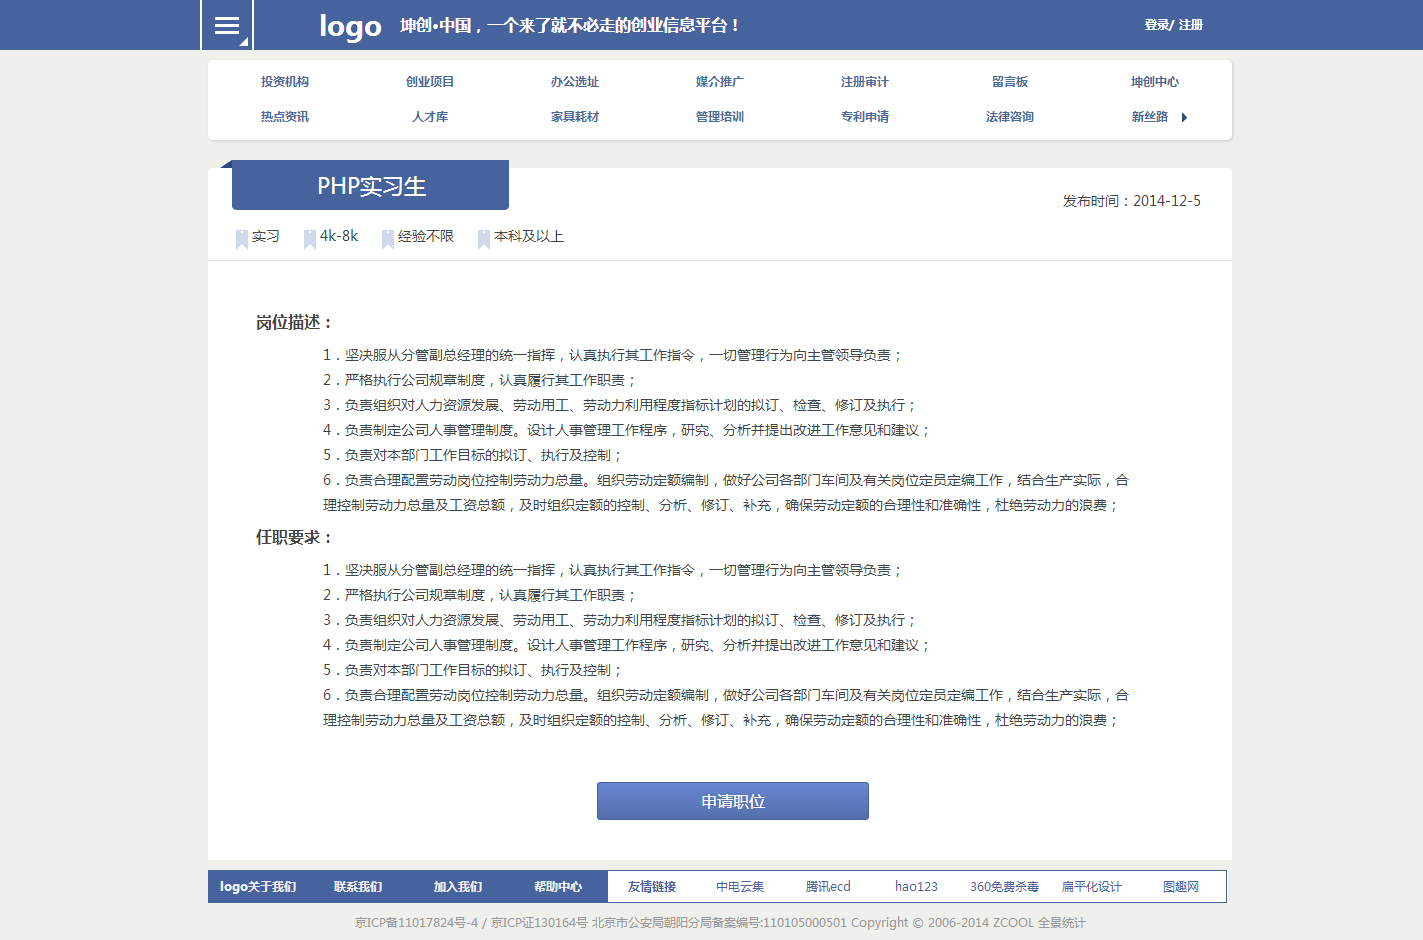 logo 坤创•中国，一个来了就不必走的创业信息平台！ 登录/ 注册
投资机构 创业项目 办公选址 媒介推广 注册审计 留言板 坤创中心
热点资讯 人才库 家具耗材 管理培训 专利申请 法律咨询 新丝路
PHP实习生
发布时间：2014-12-5
实习 4k-8k 经验不限 本科及以上
岗位描述：
1．坚决服从分管副总经理的统一指挥，认真执行其工作指令，一切管理行为向主管领导负责；
2．严格执行公司规章制度，认真履行其工作职责；
3．负责组织对人力资源发展、劳动用工、劳动力利用程度指标计划的拟订、检查、修订及执行；
4．负责制定公司人事管理制度。设计人事管理工作程序，研究、分析并提出改进工作意见和建议；
5．负责对本部门工作目标的拟订、执行及控制；
6．负责合理配置劳动岗位控制劳动力总量。组织劳动定额编制，做好公司各部门车间及有关岗位定员定编工作，结合生产实际，合
理控制劳动力总量及工资总额，及时组织定额的控制、分析、修订、补充，确保劳动定额的合理性和准确性，杜绝劳动力的浪费；
任职要求：
1．坚决服从分管副总经理的统一指挥，认真执行其工作指令，一切管理行为向主管领导负责；
2．严格执行公司规章制度，认真履行其工作职责；
3．负责组织对人力资源发展、劳动用工、劳动力利用程度指标计划的拟订、检查、修订及执行；
4．负责制定公司人事管理制度。设计人事管理工作程序，研究、分析并提出改进工作意见和建议；
5．负责对本部门工作目标的拟订、执行及控制；
6．负责合理配置劳动岗位控制劳动力总量。组织劳动定额编制，做好公司各部门车间及有关岗位定员定编工作，结合生产实际，合
理控制劳动力总量及工资总额，及时组织定额的控制、分析、修订、补充，确保劳动定额的合理性和准确性，杜绝劳动力的浪费；
申请职位
logo关于我们 联系我们 加入我们 帮助中心 友情链接 中电云集 腾讯ecd hao123 360免费杀毒 扁平化设计 图趣网
京ICP备11017824号-4 / 京ICP证130164号 北京市公安局朝阳分局备案编号:110105000501 Copyright © 2006-2014 ZCOOL 全景统计